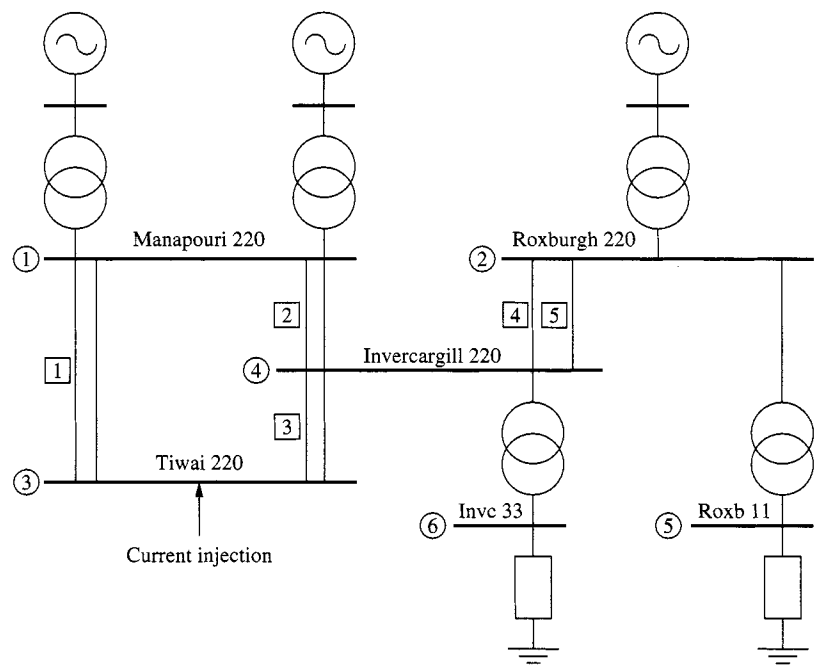 Manapouri 220
Roxburgh 220
1
2
2
4
5
Invercargill 220
1
4
3
Tiwai 220
3
Invc 33
Roxb 11
6
5
Current injection